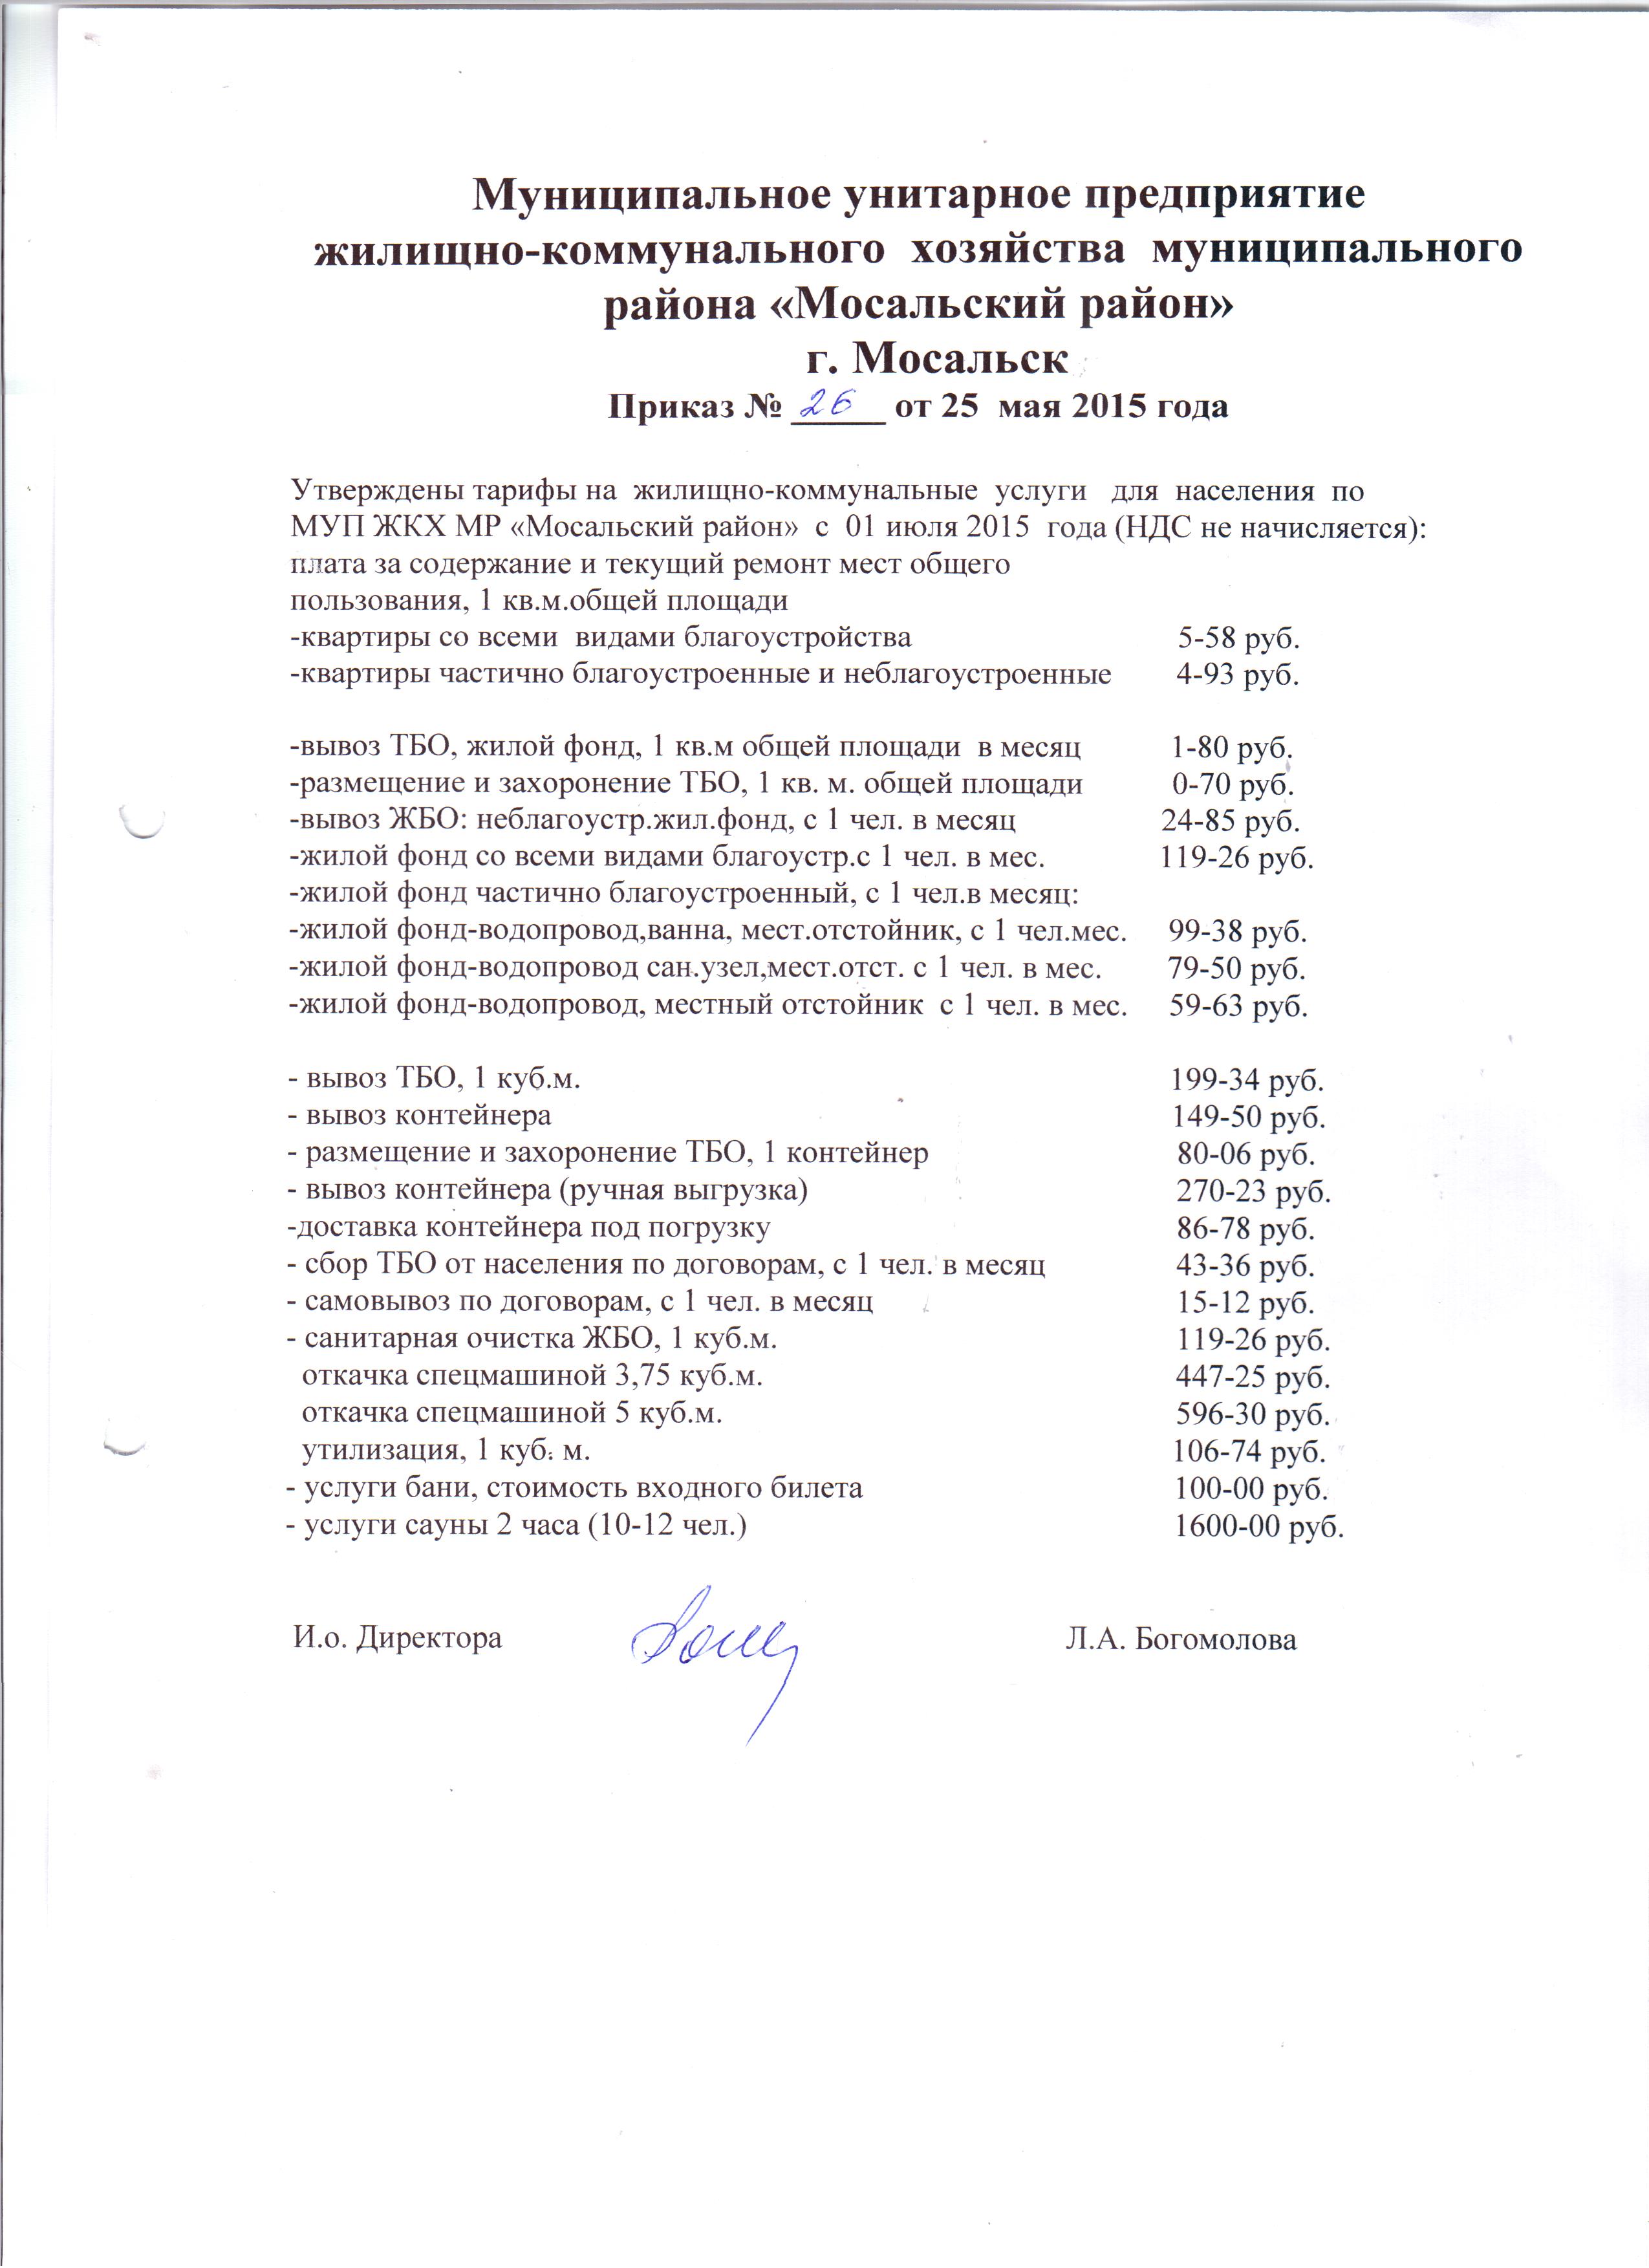 Муниципальное унитарное предприятие
жилищно-коммунального хозяйства муниципального
района «Мосальский район»
г. Мосальск
Приказ № 26 от 25 мая 2015 года
Утверждены тарифы на жилищно-коммунальные услуги для населения по
МУП ЖКХ МР «Мосальский район» с 01 июля 2015 года (НДС не начисляется):
плата за содержание и текущий ремонт мест общего
пользования, 1 кв.м.общей площади
-квартиры со всеми видами благоустройства 5-58 руб.
-квартиры частично благоустроенные и неблагоустроенные 4-93 руб.
-вывоз ТБО, жилой фонд, 1 кв.м общей площади в месяц 1-80 руб.
-размещение и захоронение ТБО, 1 кв. м. общей площади 0-70 руб.
-вывоз ЖБО: неблагоустр.жил.фонд, с 1 чел. в месяц 24-85 руб.
-жилой фонд со всеми видами благоустр.с 1 чел. в мес. 119-26 руб.
-жилой фонд частично благоустроенный, с 1 чел.в месяц:
-жилой фонд-водопровод,ванна, мест.отстойник, с 1 чел.мес. 99-38 руб.
-жилой фонд-водопровод сан.узел,мест.отст. с 1 чел. в мес. 79-50 руб.
-жилой фонд-водопровод, местный отстойник с 1 чел. в мес. 59-63 руб.
- вывоз ТБО, 1 куб.м. 199-34 руб.
- вывоз контейнера 149-50 руб.
- размещение и захоронение ТБО, 1 контейнер 80-06 руб.
- вывоз контейнера (ручная выгрузка) 270-23 руб.
-доставка контейнера под погрузку 86-78 руб.
- сбор ТБО от населения по договорам, с 1 чел. в месяц 43-36 руб.
- самовывоз по договорам, с 1 чел. в месяц 15-12 руб.
- санитарная очистка ЖБО, 1 куб.м. 119-26 руб.
откачка спецмашиной 3,75 куб.м. 447-25 руб.
откачка спецмашиной 5 куб.м. 596-30 руб.
утилизация, 1 куб. м. 106-74 руб.
- услуги бани, стоимость входного билета 100-00 руб.
- услуги сауны 2 часа (10-12 чел.) 1600-00 руб.
И.о. Директора Л.А. Богомолова